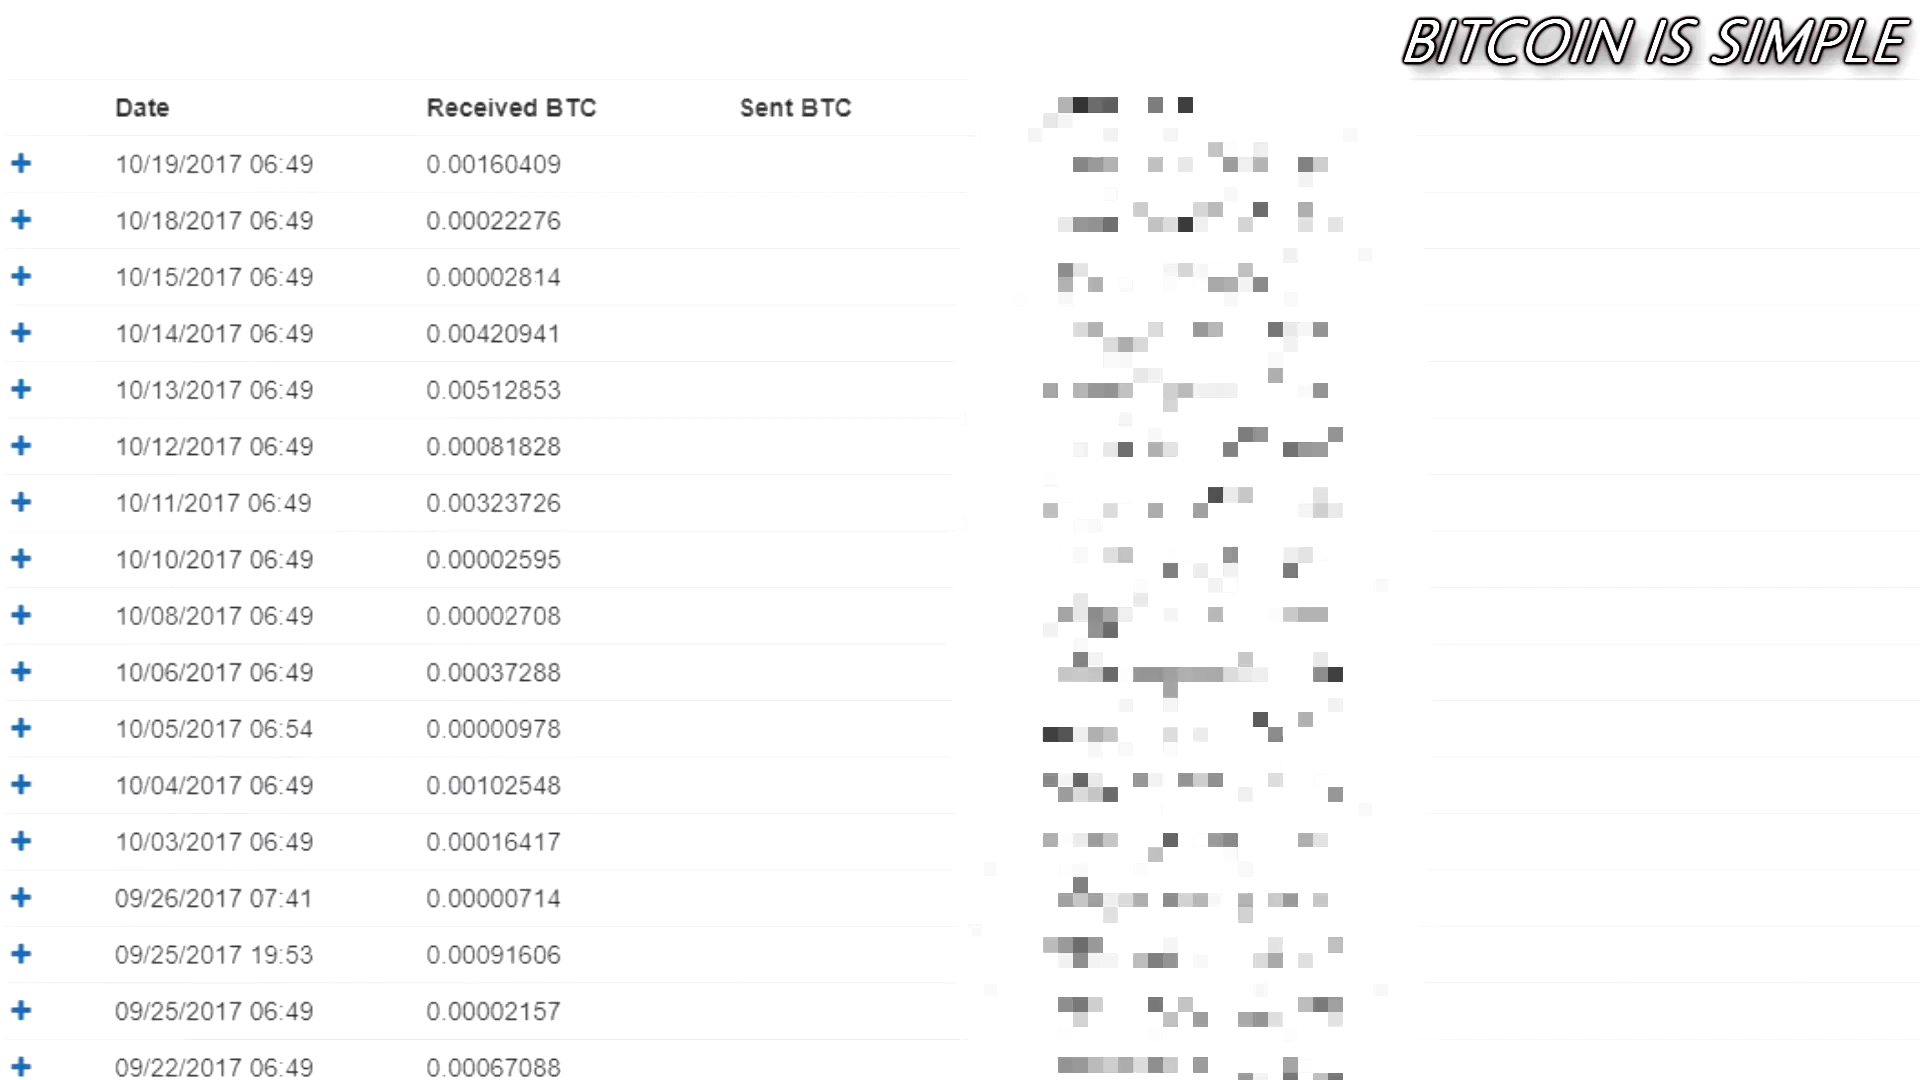 BITCOIN IS SIMPLE
Date Received BTC Sent BTC
10/19/2017 06:49 0.00160409
10/18/2017 06:49 0.00022276
10/15/2017 06:49 0.00002814
10/14/2017 06:49 0.00420941
10/13/2017 06:49 0.00512853
10/12/2017 06:49 0.00081828
10/11/2017 06:49 0.00323726
10/10/2017 06:49 0.00002595
10/08/2017 06:49 0.00002708
10/06/2017 06:49 0.00037288
10/05/2017 06:54 0.00000978
10/04/2017 06:49 0.00102548
10/03/2017 06:49 0.00016417
09/26/2017 07:41 0.00000714
09/25/2017 19:53 0.00091606
09/25/2017 06:49 0.00002157
09/22/2017 06:49 0.00067088